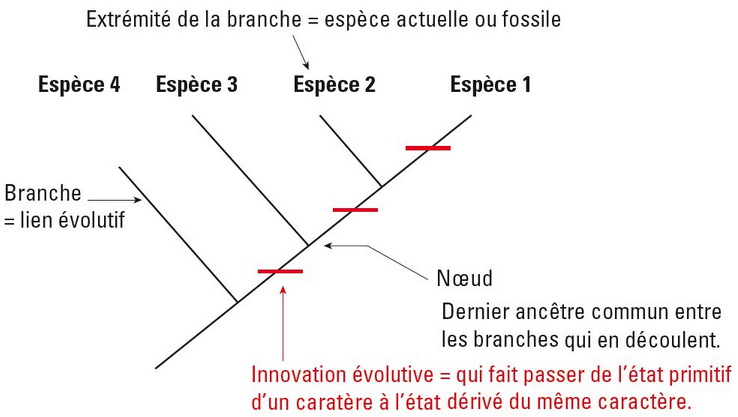 Extrémité de la branche = espèce actuelle ou fossile
Espèce 4 Espèce 3 Espèce 2 Espèce 1
Branche
= lien évolutif
Nœud
Dernier ancêtre commun entre
les branches qui en découlent.
Innovation évolutive = qui fait passer de l'état primitif
d'un caratère à l'état dérivé du même caractère.